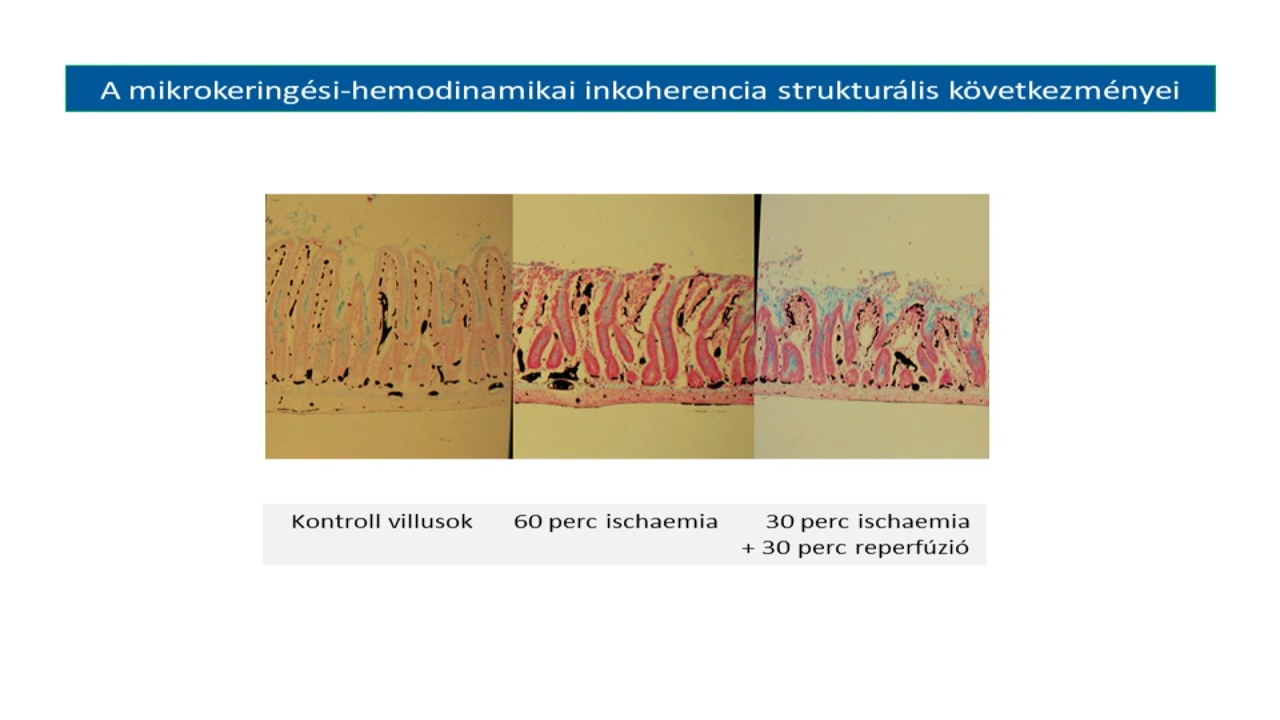 A mikrokeringési-hemodinamikai inkoherencia strukturális következményei
Kontroll villusok 60 perc ischaemia 30 perc ischaemia
+ 30 perc reperfúzió